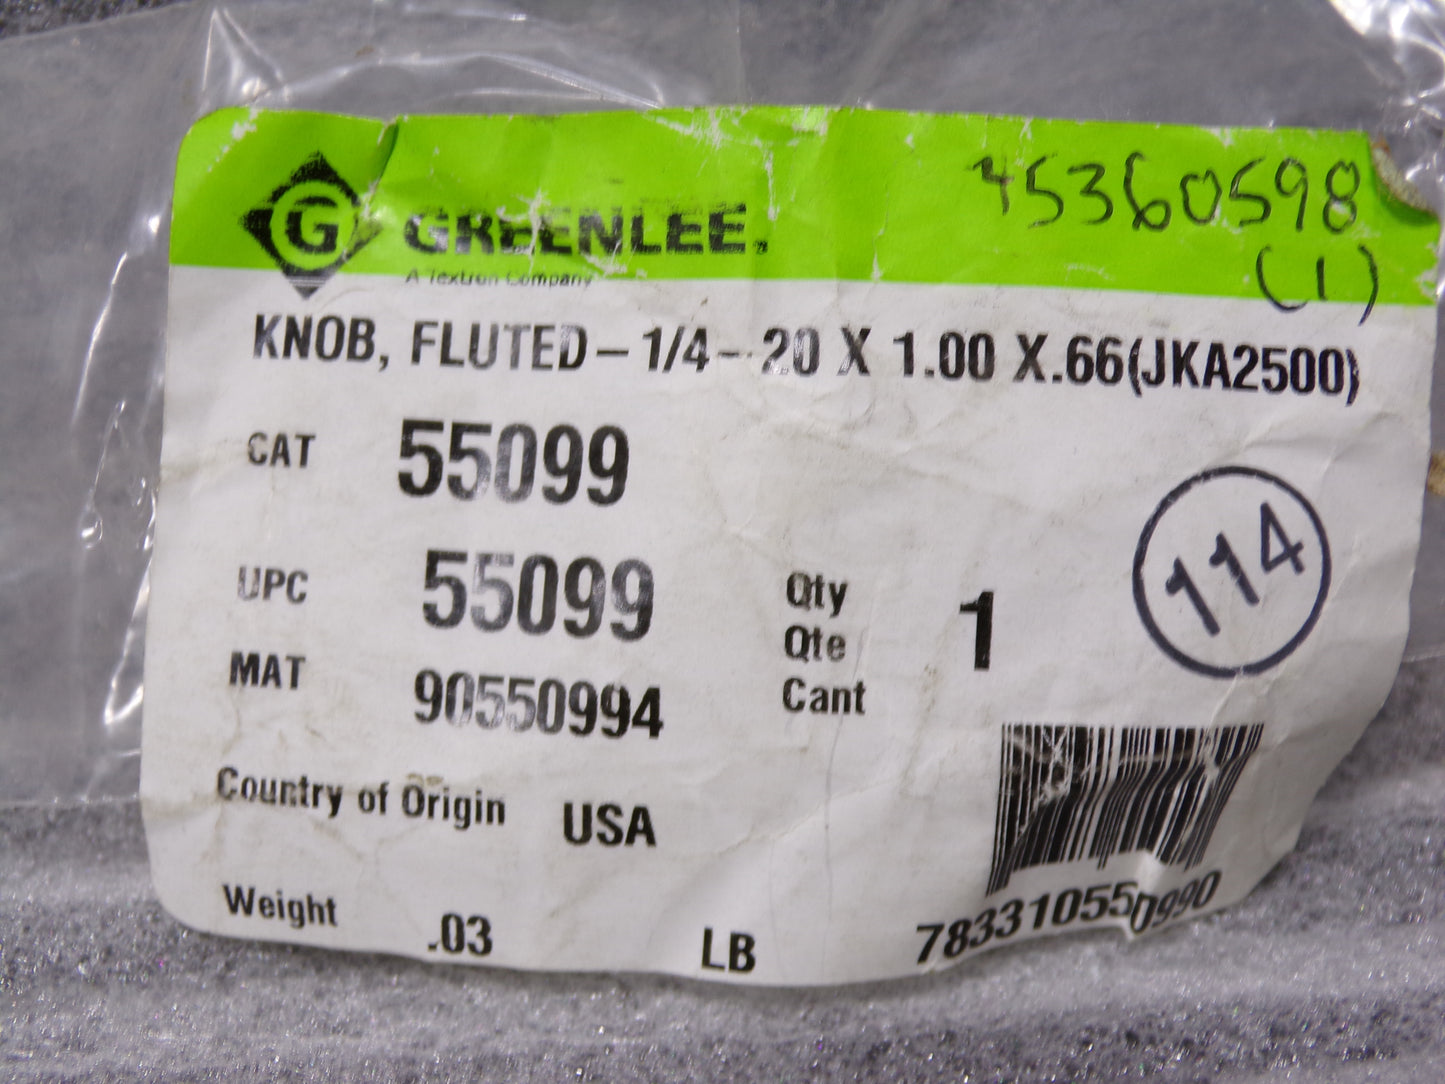 G GREENLEE.
A Textron Company
45360598
(1)
KNOB, FLUTED-1/4-20 X 1.00 X.66(JKA2500)
CAT 55099
UPC 55099
MAT 90550994
Qty
Qte 1
Cant
114
Country of Origin USA
Weight .03 LB
783310550990